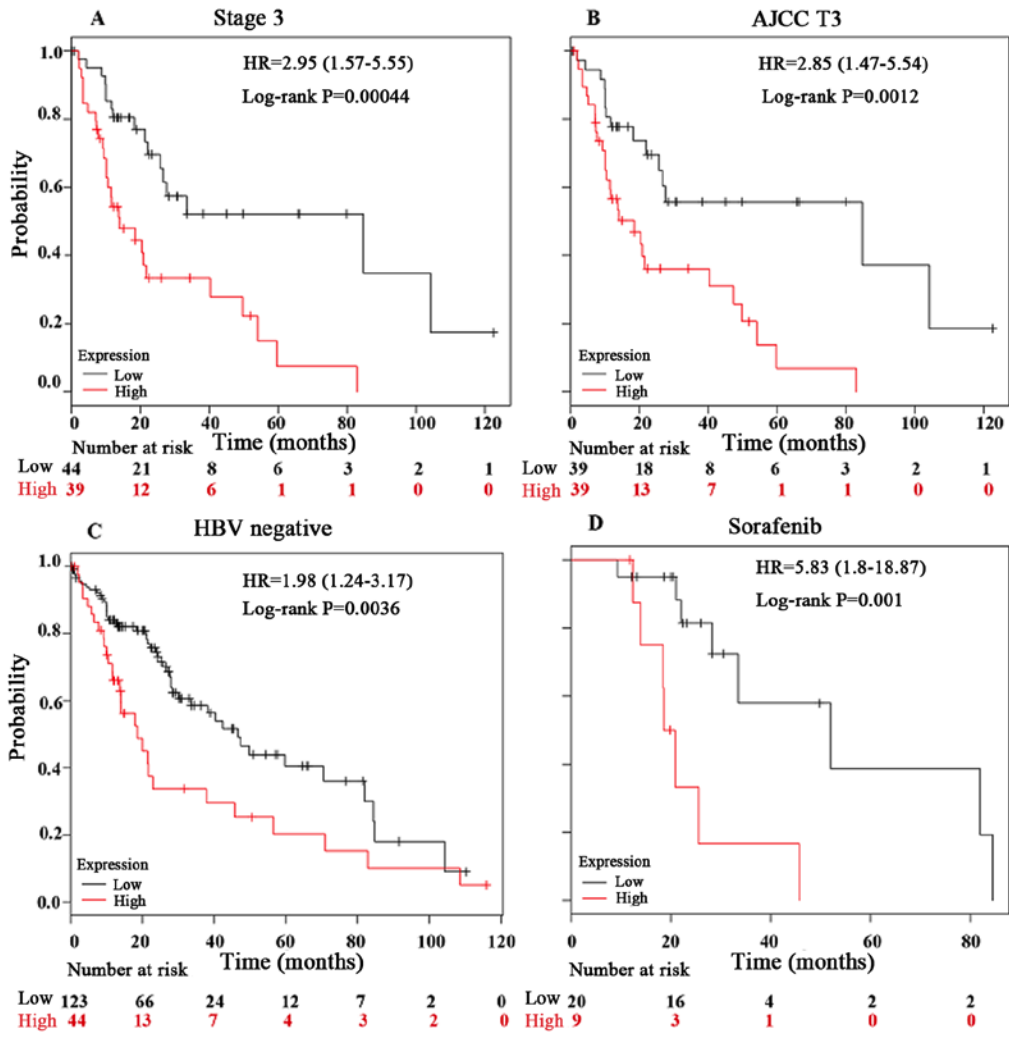 A Stage 3
HR=2.95 (1.57-5.55)
Log-rank P=0.00044
Probability
1.0
0.8
0.6
0.4
0.2
0.0
Expression
Low
High
0 20 40 60 80 100 120
Number at risk Time (months)
Low 44 21 8 6 3 2 1
High 39 12 6 1 1 0 0
B AJCC T3
HR=2.85 (1.47-5.54)
Log-rank P=0.0012
Expression
Low
High
0 20 40 60 80 100 120
Number at risk Time (months)
Low 39 18 8 6 3 2 1
High 39 13 7 1 1 0 0
C HBV negative
HR=1.98 (1.24-3.17)
Log-rank P=0.0036
Probability
1.0
0.8
0.6
0.4
0.2
0.0
Expression
Low
High
0 20 40 60 80 100 120
Number at risk Time (months)
Low 123 66 24 12 7 2 0
High 44 13 7 4 3 2 0
D Sorafenib
HR=5.83 (1.8-18.87)
Log-rank P=0.001
Expression
Low
High
0 20 40 60 80
Number at risk Time (months)
Low 20 16 4 2 2
High 9 3 1 0 0